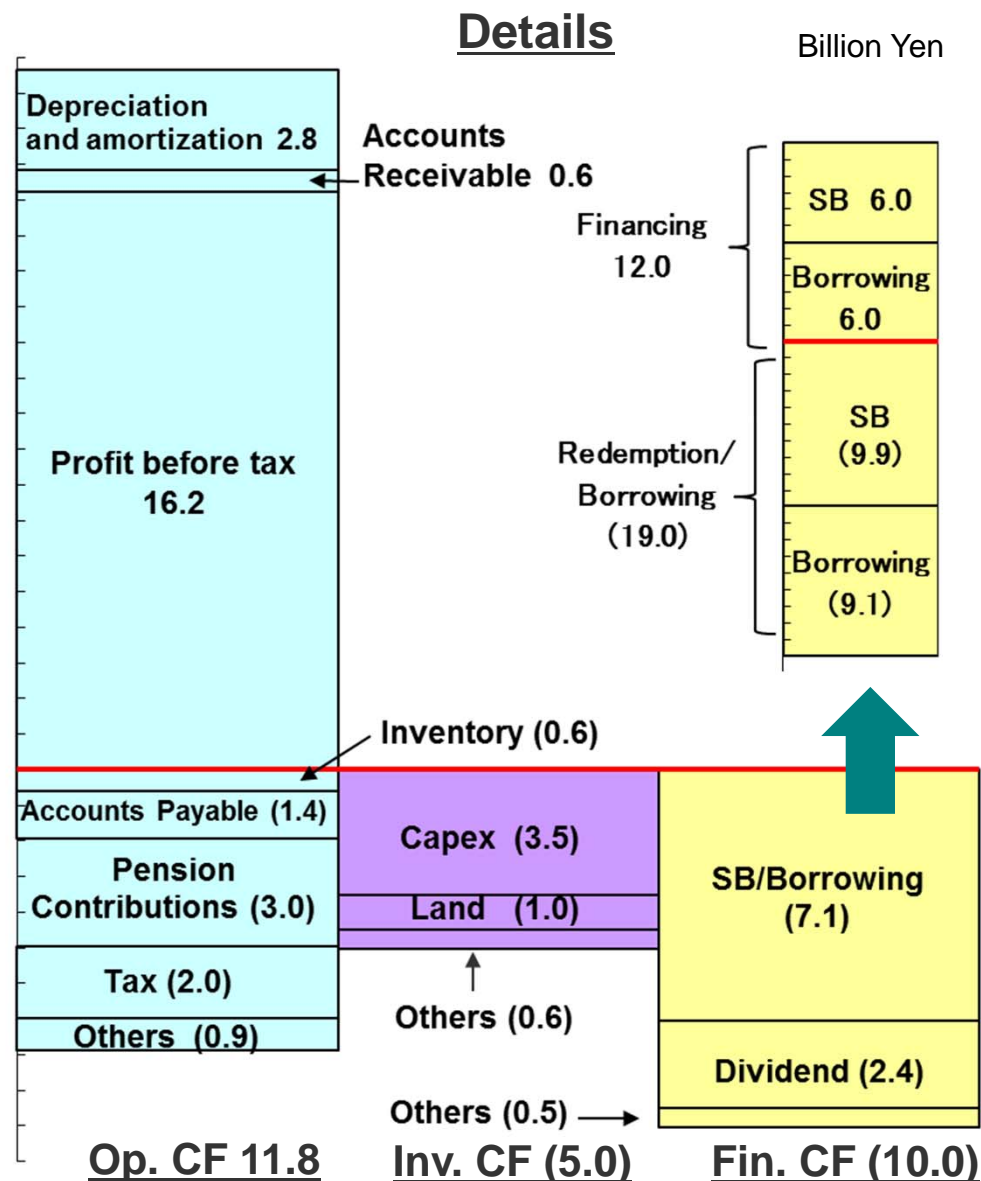 Details
Billion Yen
Depreciation
and amortization 2.8
Accounts
Receivable 0.6
Profit before tax
16.2
Inventory (0.6)
Accounts Payable (1.4)
Pension
Contributions (3.0)
Tax (2.0)
Others (0.9)
Capex (3.5)
Land (1.0)
Others (0.6)
SB/Borrowing
(7.1)
Dividend (2.4)
Others (0.5)
Financing
12.0
SB 6.0
Borrowing
6.0
Redemption/
Borrowing
(19.0)
SB
(9.9)
Borrowing
(9.1)
Op. CF 11.8
Inv. CF (5.0)
Fin. CF (10.0)